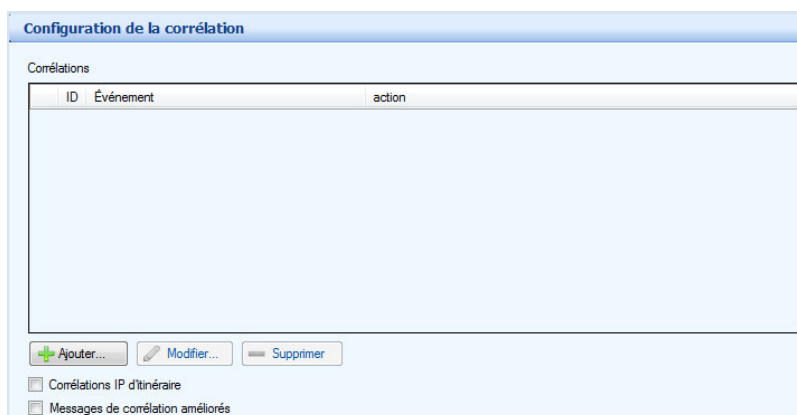 Configuration de la corrélation
Corrélations
ID Événement action
Ajouter... Modifier... Supprimer
Corrélations IP d'itinéraire
Messages de corrélation améliorés